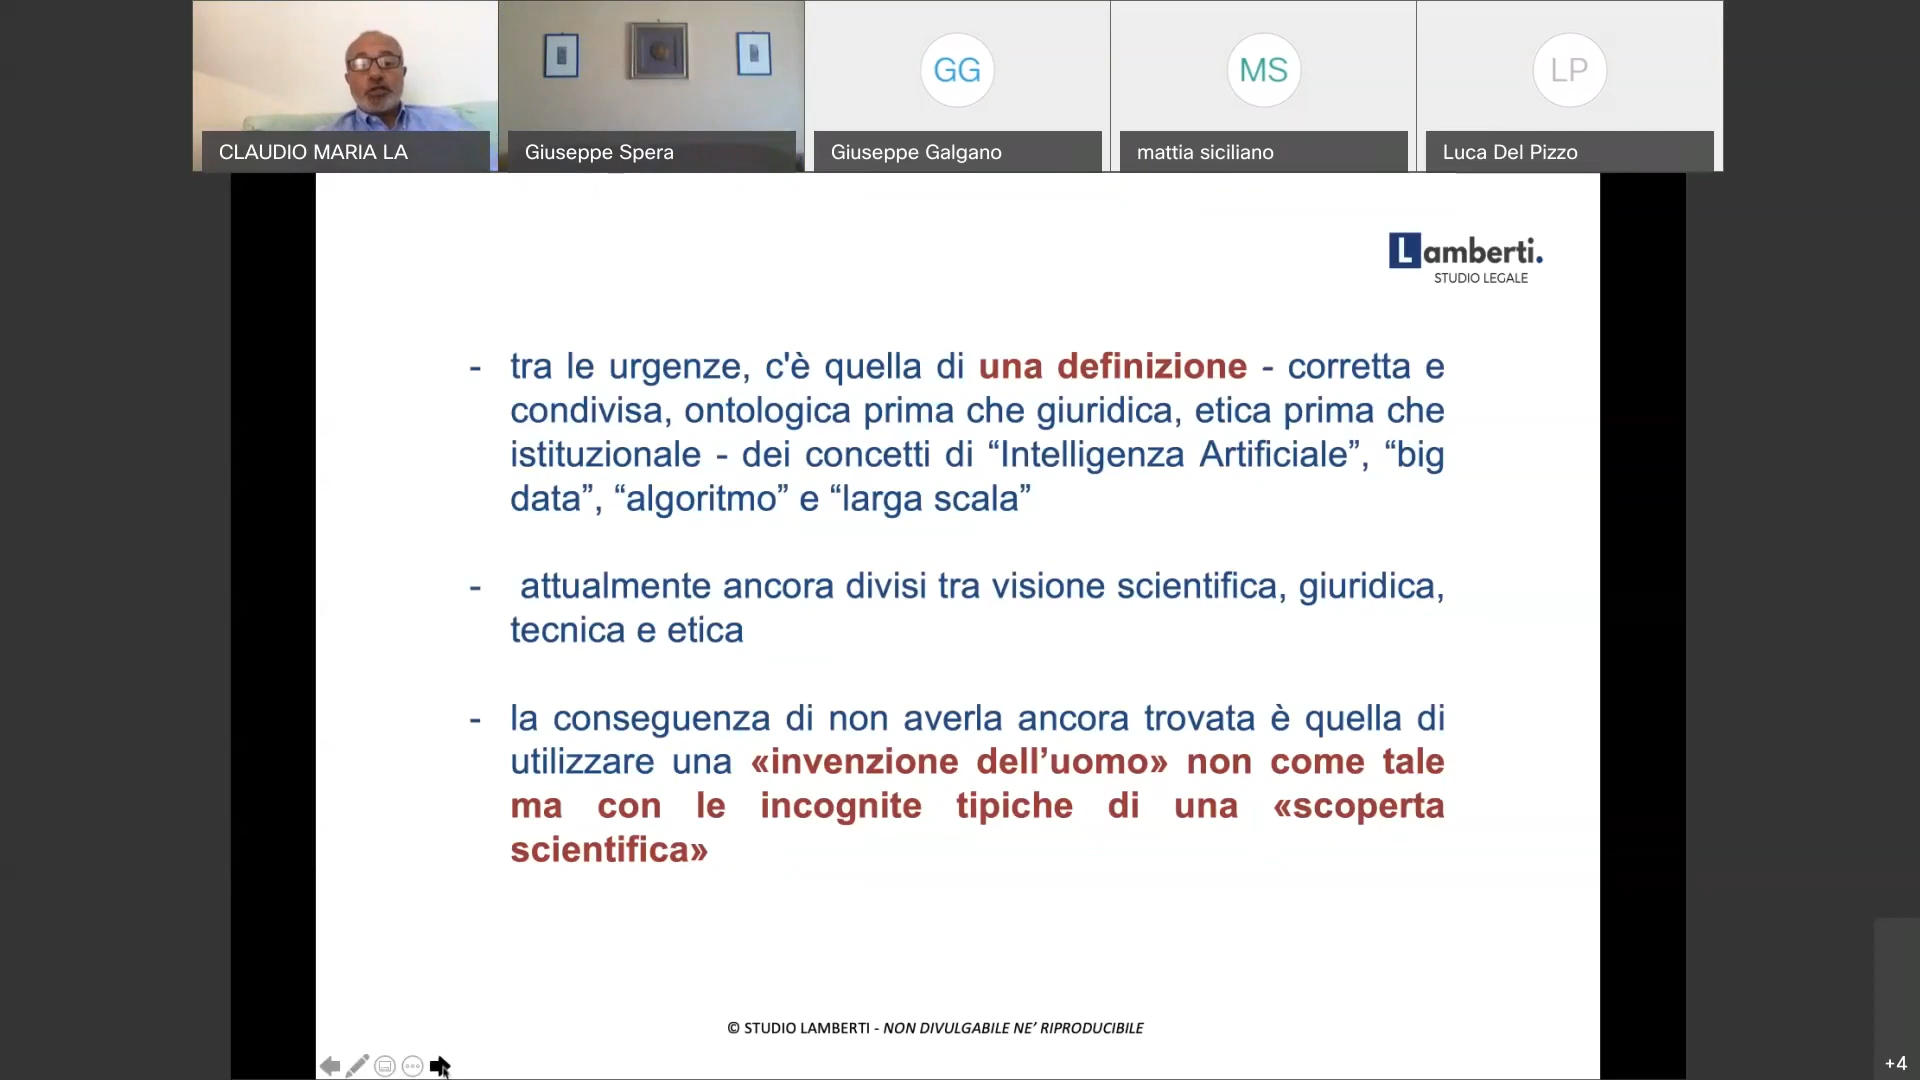 CLAUDIO MARIA LA
Giuseppe Spera
GG
Giuseppe Galgano
MS
mattia siciliano
LP
Luca Del Pizzo
Lamberti.
STUDIO LEGALE
- tra le urgenze, c'è quella di una definizione - corretta e
condivisa, ontologica prima che giuridica, etica prima che
istituzionale - dei concetti di “Intelligenza Artificiale”, “big
data”, “algoritmo” e “larga scala”
- attualmente ancora divisi tra visione scientifica, giuridica,
tecnica e etica
- la conseguenza di non averla ancora trovata è quella di
utilizzare una «invenzione dell’uomo» non come tale
ma con le incognite tipiche di una «scoperta
scientifica»
© STUDIO LAMBERTI - NON DIVULGABILE NE’ RIPRODUCIBILE
+4